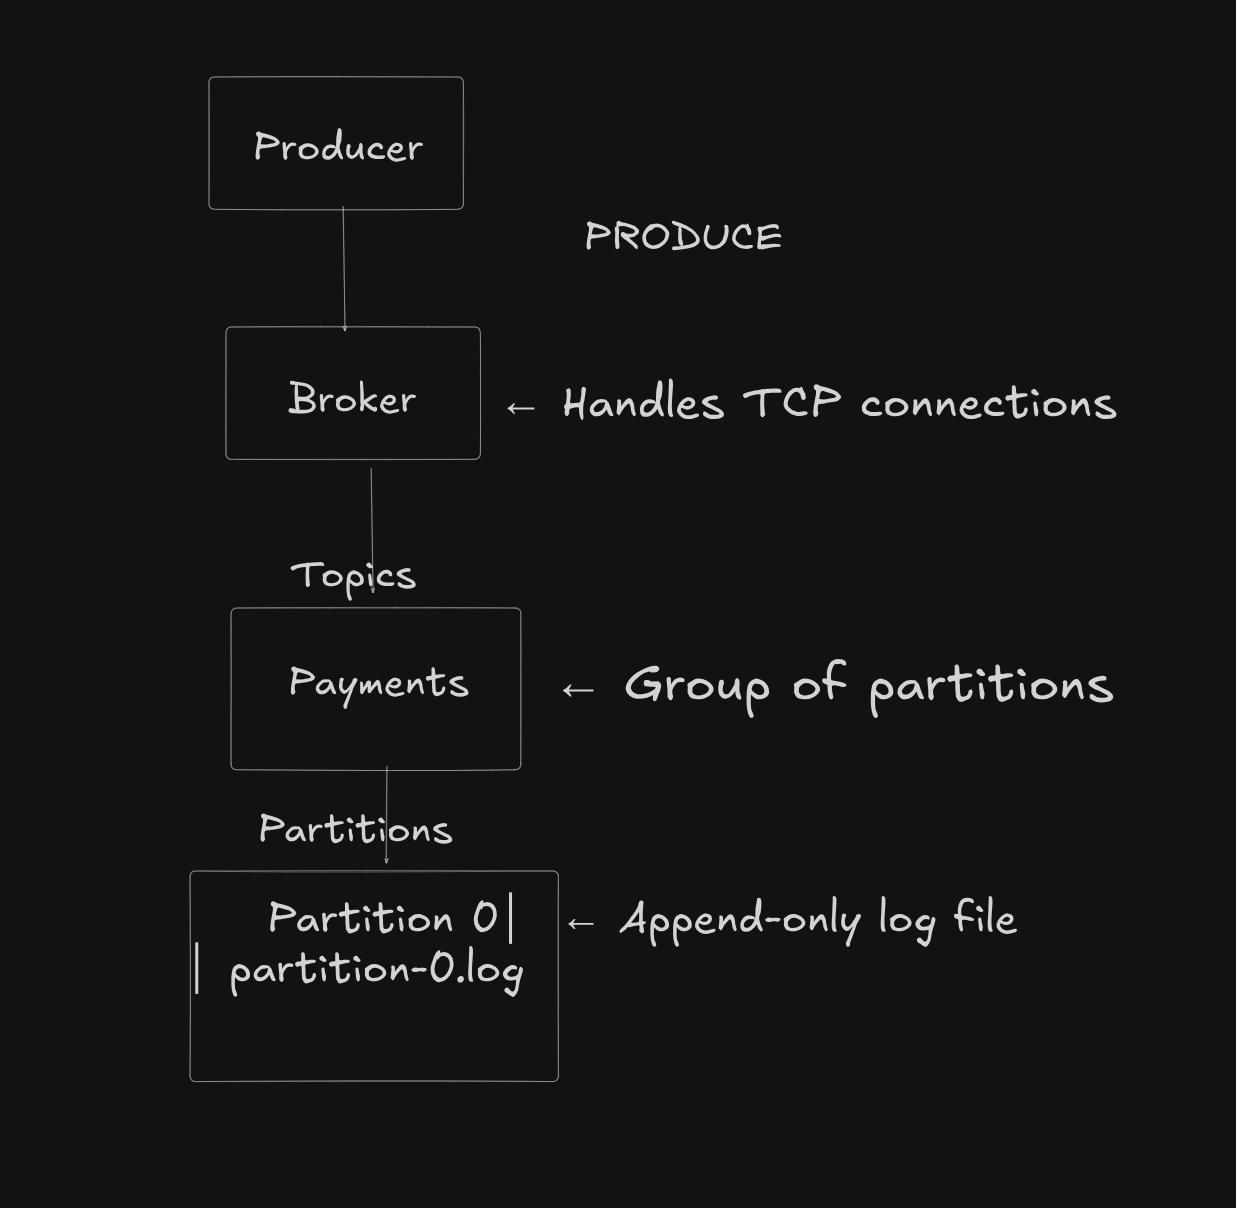 Producer
PRODUCE
Broker
← Handles TCP connections
Topics
Payments
← Group of partitions
Partitions
Partition 0|
← Append-only log file
| partition-0.log